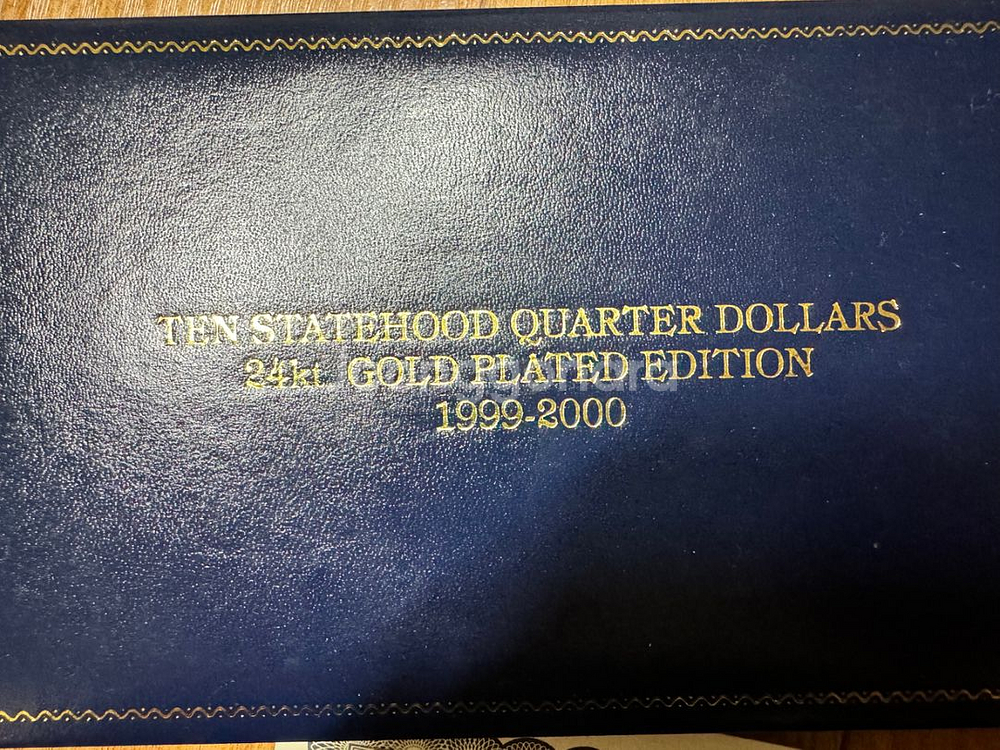 TEN STATEHOOD QUARTER DOLLARS
24kt GOLD PLATED EDITION
1999-2000